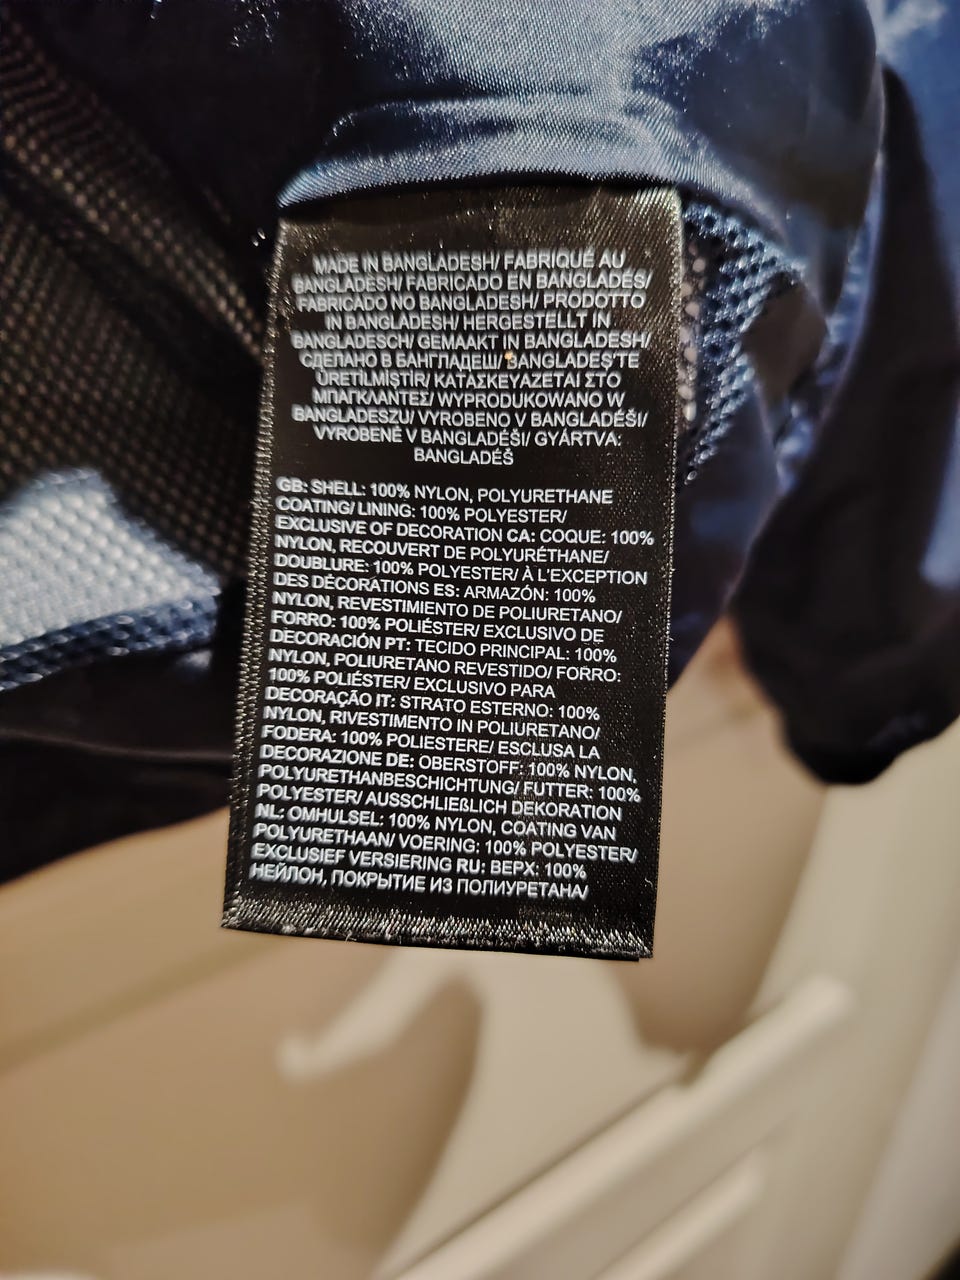 MADE IN BANGLADESH/ FABRIQUÉ AU
BANGLADESH/ FABRICADO EN BANGLADÉS/
FABRICADO NO BANGLADESH/ PRODOTTO
IN BANGLADESH/ HERGESTELLT IN
BANGLADESCH/ GEMAAKT IN BANGLADESH/
СДЕЛАНО В БАНГЛАДЕШ/ BANGLADEŞ'TE
ÜRETİLMİŞTİR/ ΚΑΤΑΣΚΕΥΑΖΕΤΑΙ ΣΤΟ
ΜΠΑΓΚΛΑΝΤΕΣ/ WYPRODUKOWANO W
BANGLADESZU/ VYROBENO V BANGLADÉŠI/
VYROBENÉ V BANGLADÉŠI/ GYÁRTVA:
BANGLADÉŠ
GB: SHELL: 100% NYLON, POLYURETHANE
COATING/ LINING: 100% POLYESTER/
EXCLUSIVE OF DECORATION CA: COQUE: 100%
NYLON, RECOUVERT DE POLYURÉTHANE/
DOUBLURE: 100% POLYESTER/ À L'EXCEPTION
DES DÉCORATIONS ES: ARMAZÓN: 100%
NYLON, REVESTIMIENTO DE POLIURETANO/
FORRO: 100% POLIÉSTER/ EXCLUSIVO DE
DECORACIÓN PT: TECIDO PRINCIPAL: 100%
NYLON, POLIURETANO REVESTIDO/ FORRO:
100% POLIÉSTER/ EXCLUSIVO PARA
DECORAÇÃO IT: STRATO ESTERNO: 100%
NYLON, RIVESTIMENTO IN POLIURETANO/
FODERA: 100% POLIESTERE/ ESCLUSA LA
DECORAZIONE DE: OBERSTOFF: 100% NYLON,
POLYURETHANBESCHICHTUNG/ FUTTER: 100%
POLYESTER/ AUSSCHLIEßLICH DEKORATION
NL: OMHULSEL: 100% NYLON, COATING VAN
POLYURETHAAN/ VOERING: 100% POLYESTER/
EXCLUSIEF VERSIERING RU: ВЕРХ: 100%
НЕЙЛОН, ПОКРЫТИЕ ИЗ ПОЛИУРЕТАНА/